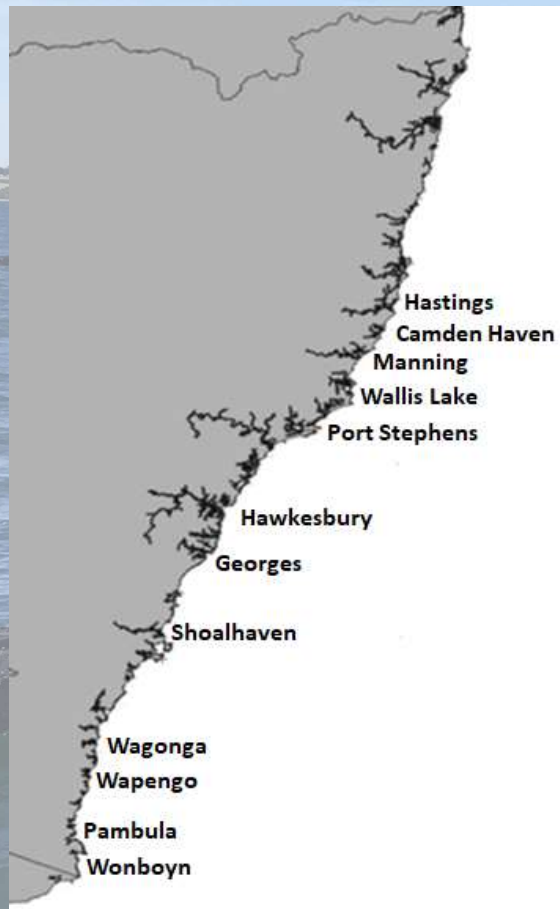 Hastings
Camden Haven
Manning
Wallis Lake
Port Stephens
Hawkesbury
Georges
Shoalhaven
Wagonga
Wapengo
Pambula
Wonboyn